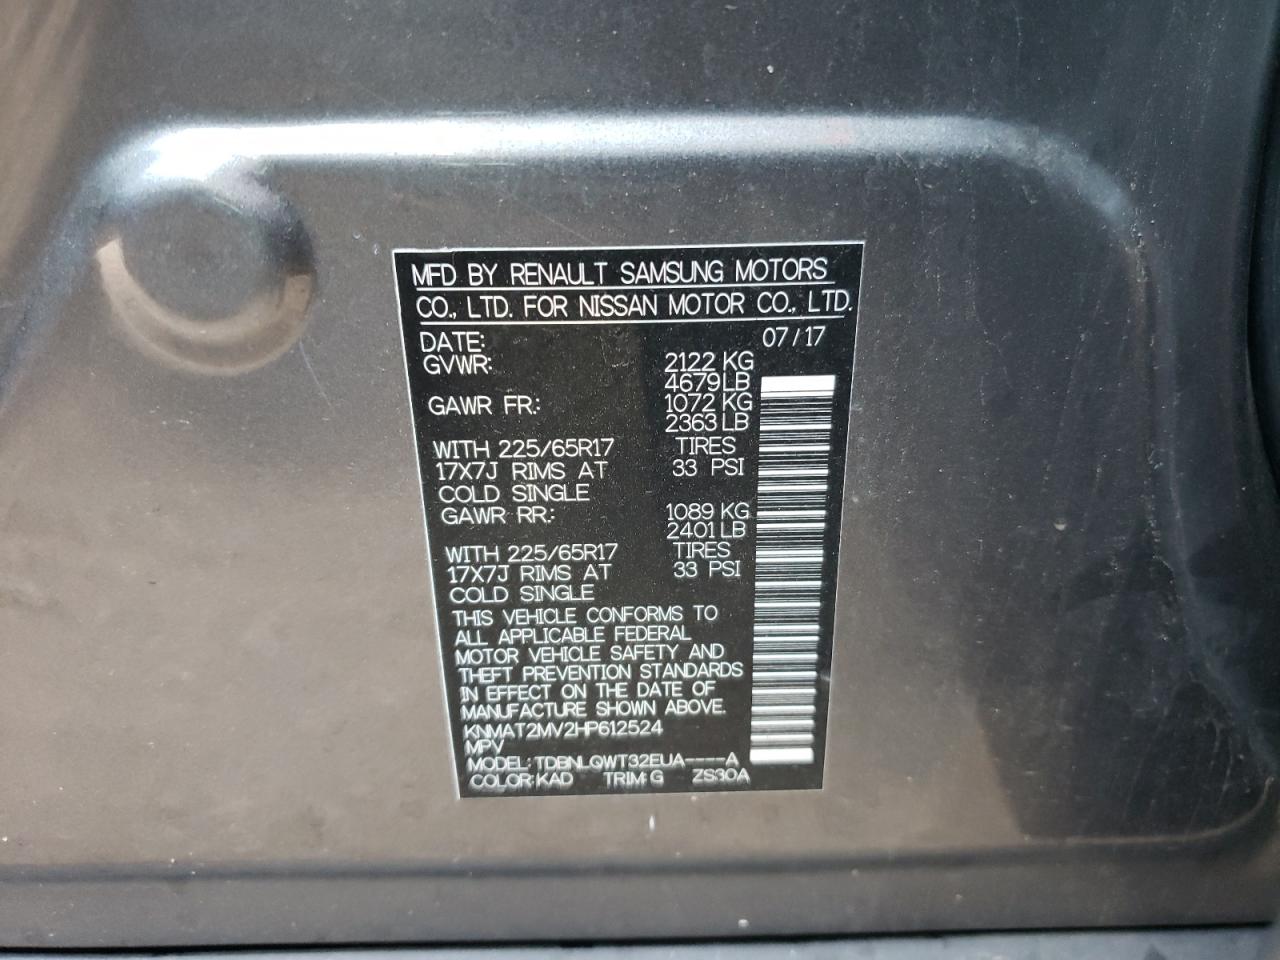 MFD BY RENAULT SAMSUNG MOTORS
CO., LTD. FOR NISSAN MOTOR CO., LTD.
DATE: 07/17
GVWR: 2122 KG
4679 LB
GAWR FR.: 1072 KG
2363 LB
WITH 225/65R17 TIRES
17X7J RIMS AT 33 PSI
COLD SINGLE
GAWR RR.: 1089 KG
2401 LB
WITH 225/65R17 TIRES
17X7J RIMS AT 33 PSI
COLD SINGLE
THIS VEHICLE CONFORMS TO
ALL APPLICABLE FEDERAL
MOTOR VEHICLE SAFETY AND
THEFT PREVENTION STANDARDS
IN EFFECT ON THE DATE OF
MANUFACTURE SHOWN ABOVE.
KNMAT2MV2HP612524
MPV
MODEL: TDBNLQWT32EUA----A
COLOR: KAD TRIM: G ZS30A